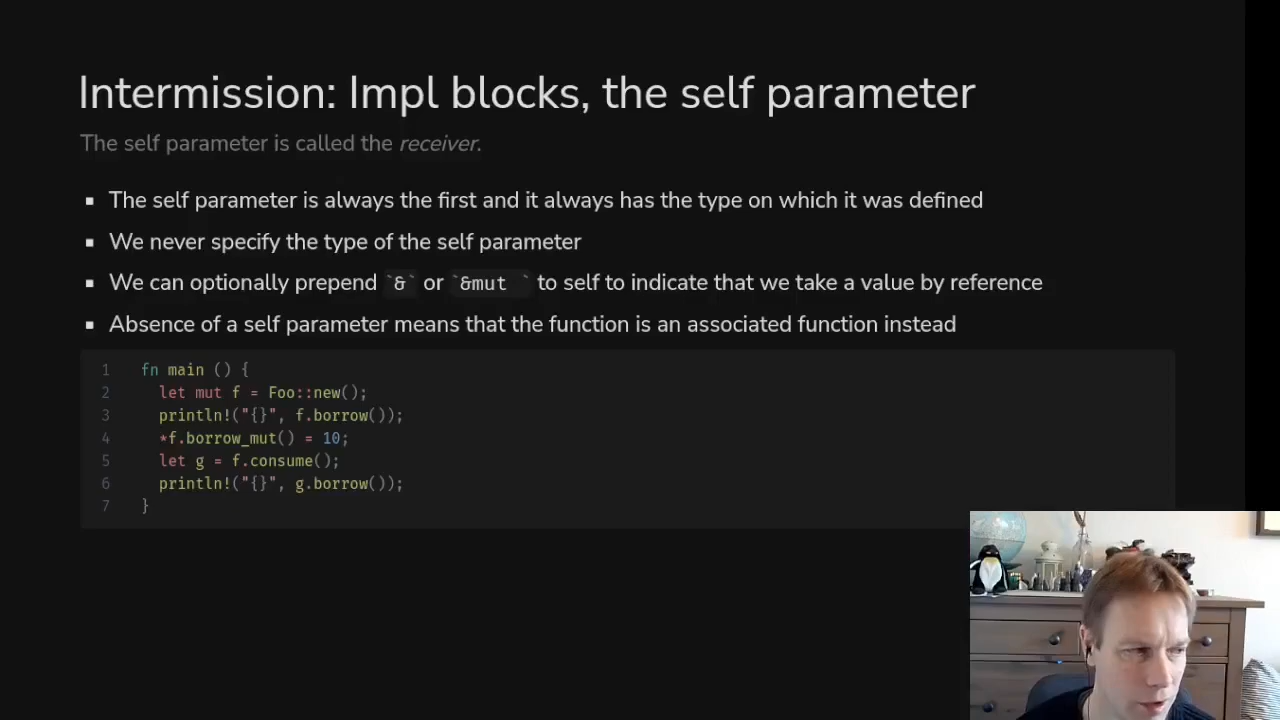 Intermission: Impl blocks, the self parameter
The self parameter is called the receiver.
▪ The self parameter is always the first and it always has the type on which it was defined
▪ We never specify the type of the self parameter
▪ We can optionally prepend `&` or `&mut ` to self to indicate that we take a value by reference
▪ Absence of a self parameter means that the function is an associated function instead
1 fn main () {
2   let mut f = Foo::new();
3   println!("{}", f.borrow());
4   *f.borrow_mut() = 10;
5   let g = f.consume();
6   println!("{}", g.borrow());
7 }